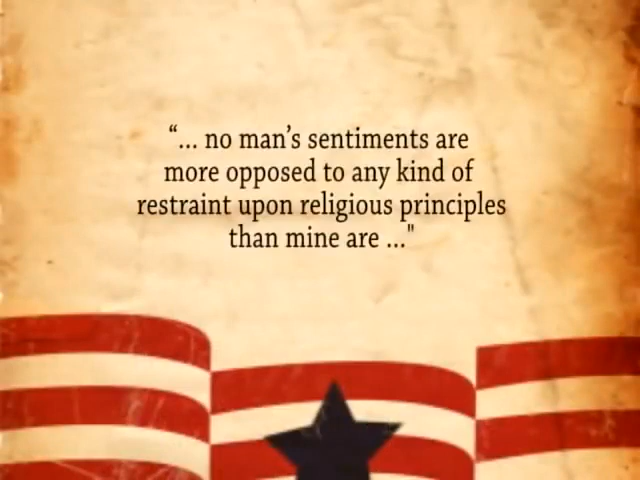 “... no man’s sentiments are
more opposed to any kind of
restraint upon religious principles
than mine are ..."